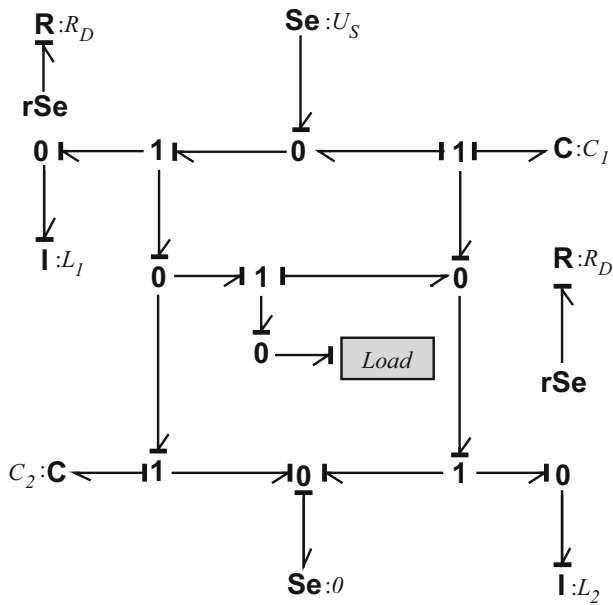 R:R_D
Se:U_S
rSe
0 1 0 1 C:C_1
I:L_1
0 1 0
R:R_D
0 Load
rSe
C_2:C 1 0 1 0
Se:0
I:L_2